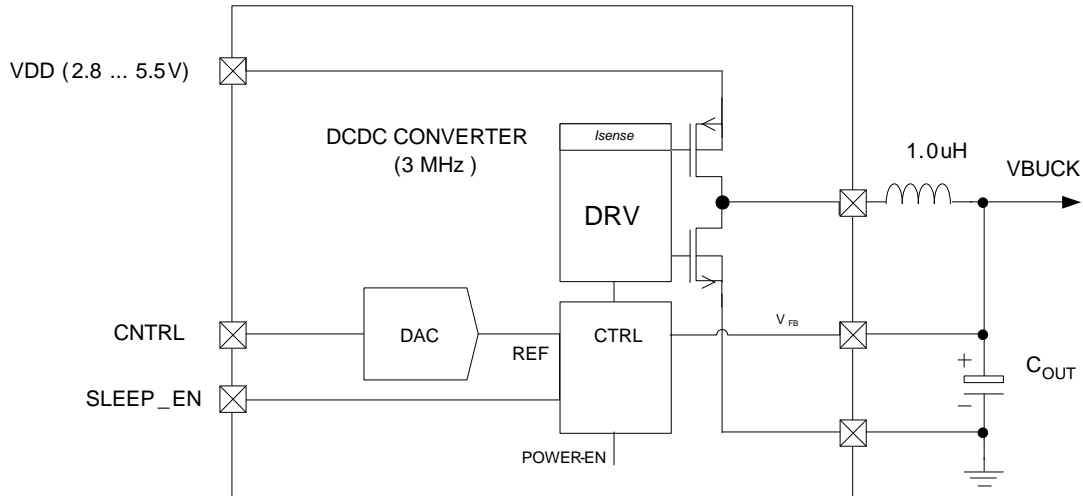 VDD (2.8 ... 5.5V)
DCDC CONVERTER
(3 MHz )
Isense
DRV
1.0uH
VBUCK
CNTRL
DAC
REF
CTRL
V FB
SLEEP_EN
+
COUT
−
POWER-EN